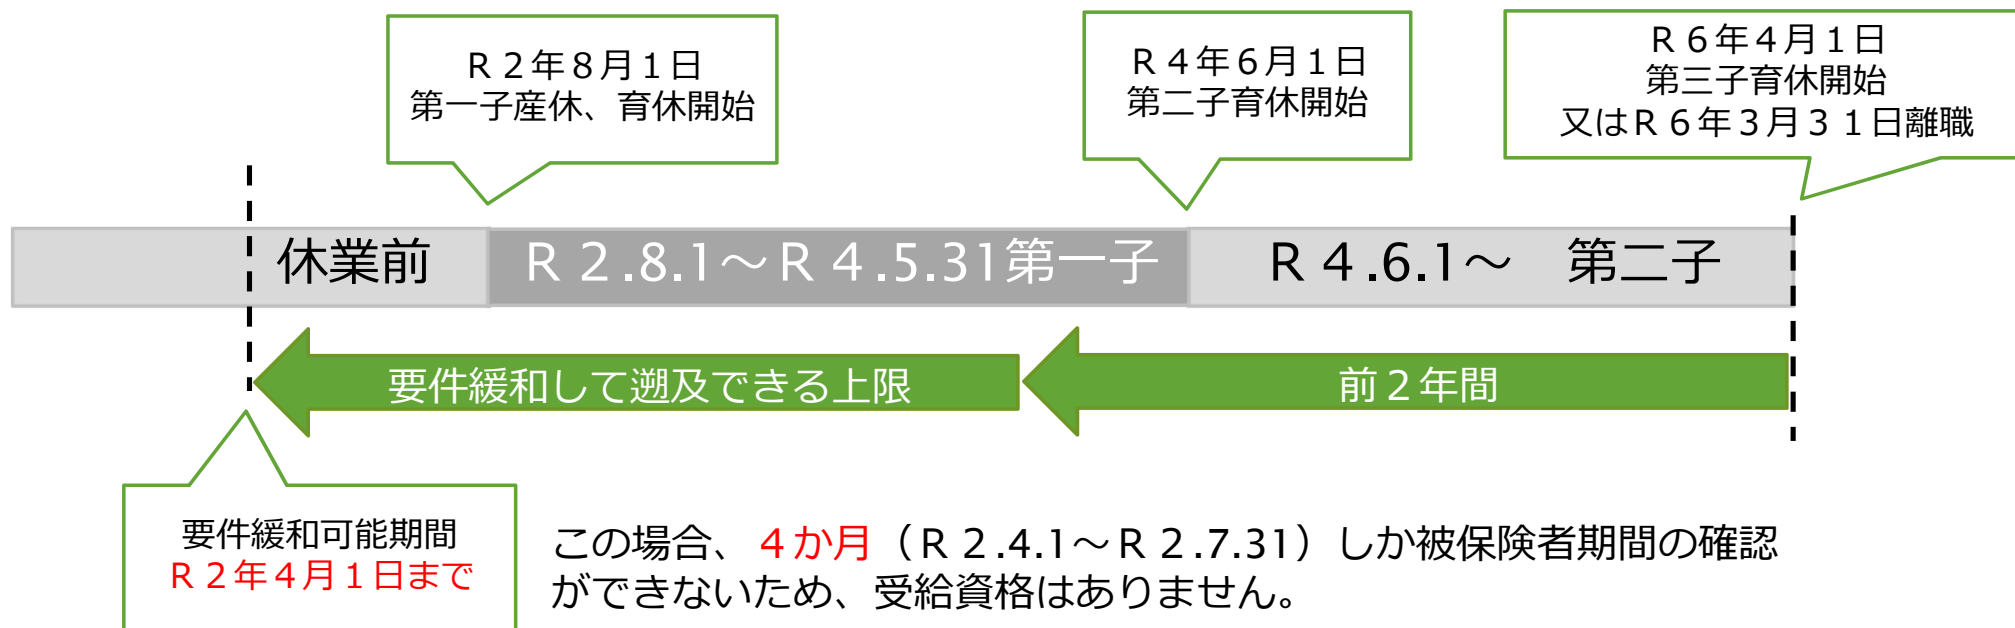 Ｒ２年８月１日
第一子産休、育休開始
Ｒ４年６月１日
第二子育休開始
Ｒ６年４月１日
第三子育休開始
又はＲ６年３月３１日離職
休業前
Ｒ２.8.1～Ｒ４.5.31第一子
Ｒ４.6.1～　第二子
要件緩和して遡及できる上限
前２年間
要件緩和可能期間
Ｒ２年４月１日まで
この場合、４か月（Ｒ２.4.1～Ｒ２.7.31）しか被保険者期間の確認
ができないため、受給資格はありません。